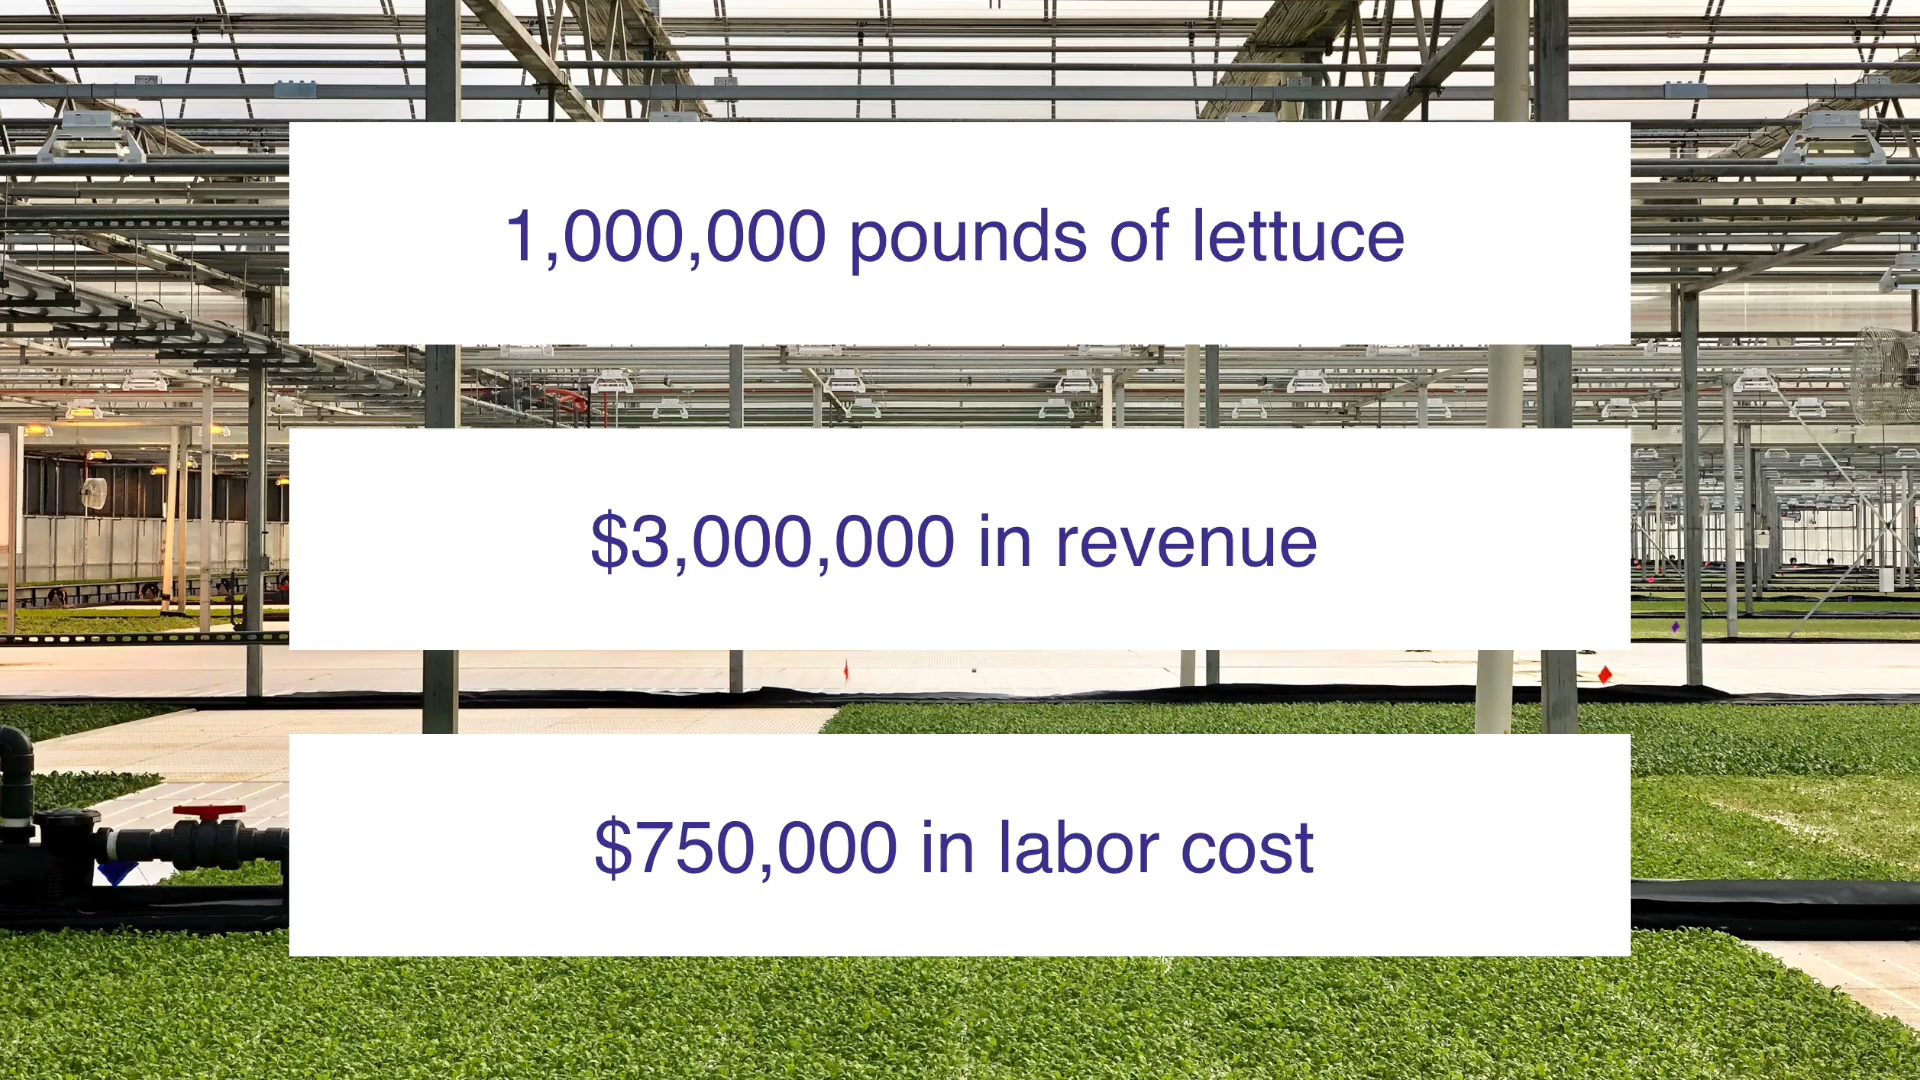 1,000,000 pounds of lettuce
$3,000,000 in revenue
$750,000 in labor cost